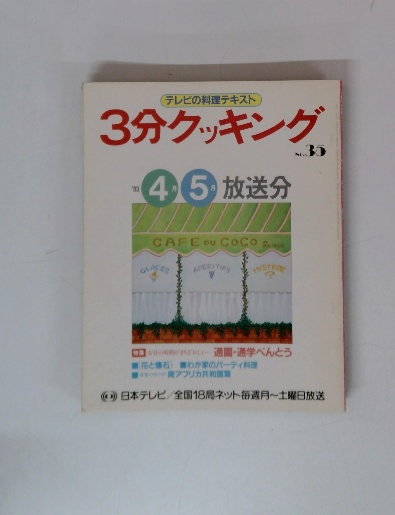 テレビの料理テキスト
3分クッキング
No. 35
4月5月放送分
CAFE DU COCO
GLACES APERITIFS MYSTERE
特集 通園・通学べんとう
■花と懐石 ■わが家のパーティ料理
■ 南アフリカ共和国篇
日本テレビ/全国18局ネット毎週月~土曜日放送